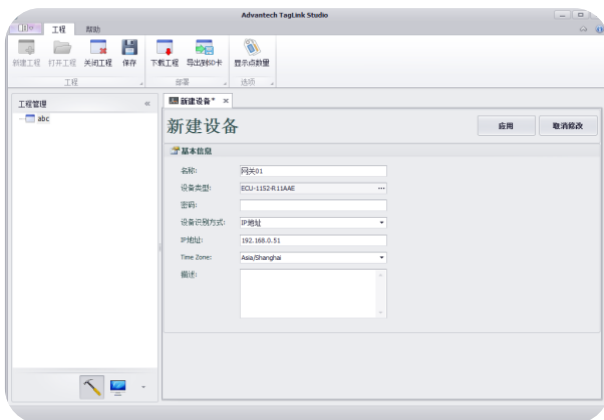 Advantech TagLink Studio
工程 帮助
新建工程 打开工程 关闭工程 保存 下载工程 导出到SD卡 显示点数量
工程 部署 选项
工程管理
abc
新建设备* ×
新建设备
应用 取消修改
基本信息
名称: 网关01
设备类型: ECU-1152-R11AAE ...
密码:
设备识别方式: IP地址
IP地址: 192.168.0.51
Time Zone: Asia/Shanghai
描述: